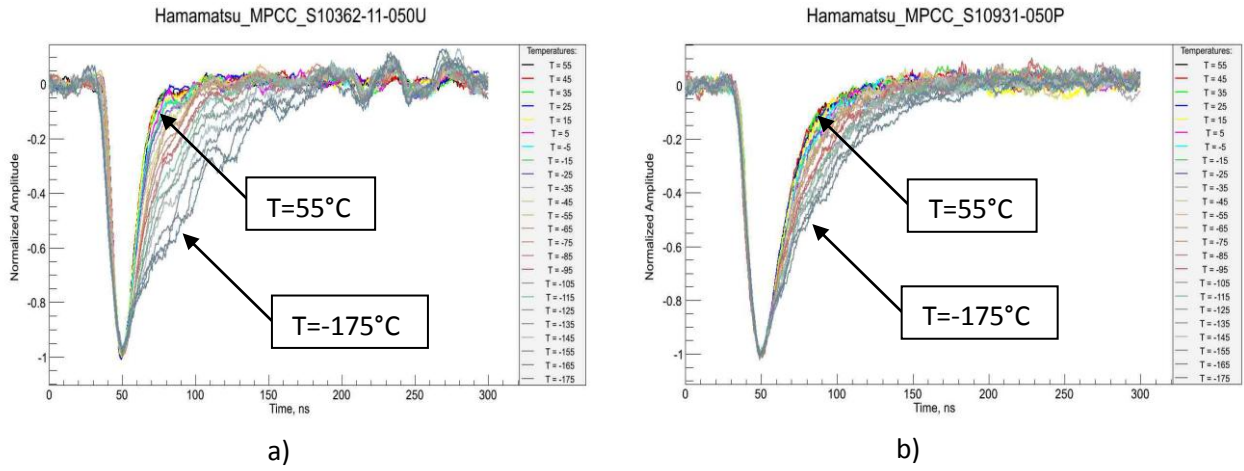 Hamamatsu_MPCC_S10362-11-050U
Normalized Amplitude
0
-0.2
-0.4
-0.6
-0.8
-1
0 50 100 150 200 250 300
Time, ns
T=55°C
T=-175°C
Temperatures:
T = 55
T = 45
T = 35
T = 25
T = 15
T = 5
T = -5
T = -15
T = -25
T = -35
T = -45
T = -55
T = -65
T = -75
T = -85
T = -95
T = -105
T = -115
T = -125
T = -135
T = -145
T = -155
T = -165
T = -175
a)
Hamamatsu_MPCC_S10931-050P
Normalized Amplitude
0
-0.2
-0.4
-0.6
-0.8
-1
0 50 100 150 200 250 300
Time, ns
T=55°C
T=-175°C
Temperatures:
T = 55
T = 45
T = 35
T = 25
T = 15
T = 5
T = -5
T = -15
T = -25
T = -35
T = -45
T = -55
T = -65
T = -75
T = -85
T = -95
T = -105
T = -115
T = -125
T = -135
T = -145
T = -155
T = -165
T = -175
b)